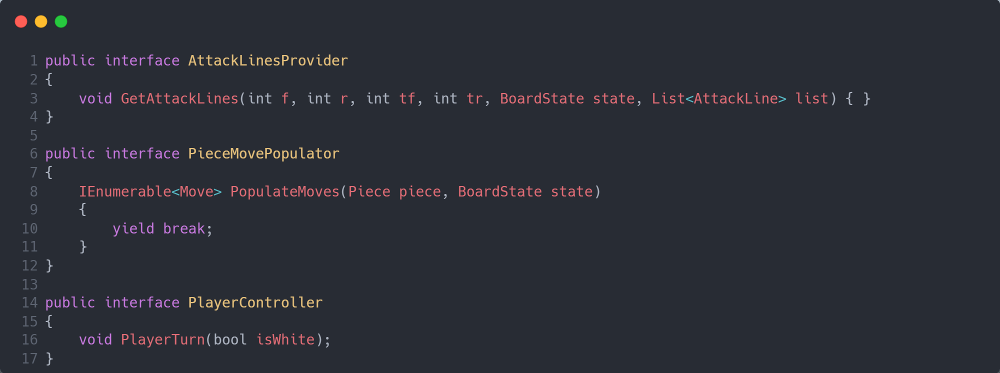 1 public interface AttackLinesProvider
2 {
3     void GetAttackLines(int f, int r, int tf, int tr, BoardState state, List<AttackLine> list) { }
4 }
5
6 public interface PieceMovePopulator
7 {
8     IEnumerable<Move> PopulateMoves(Piece piece, BoardState state)
9     {
10         yield break;
11     }
12 }
13
14 public interface PlayerController
15 {
16     void PlayerTurn(bool isWhite);
17 }